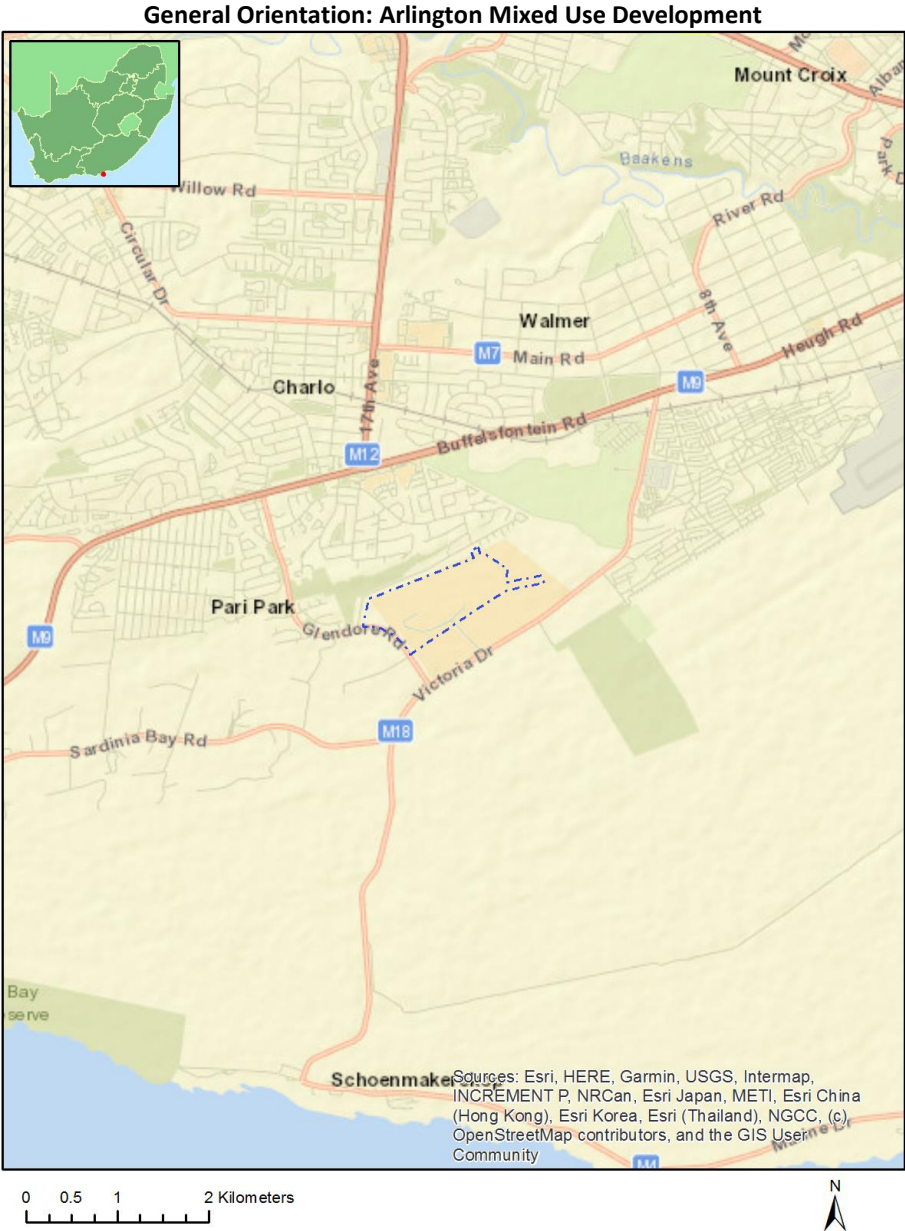 General Orientation: Arlington Mixed Use Development
Mount Croix
Baakens
Willow Rd
River Rd
Circular Dr
8th Ave
Walmer
Heugh Rd
M7
Main Rd
Charlo
17th Ave
M9
Buffelsfontein Rd
M12
Pari Park
Glendore Rd
M9
Victoria Dr
M18
Sardinia Bay Rd
Bay
serve
Schoenmakerskop
Sources: Esri, HERE, Garmin, USGS, Intermap,
INCREMENT P, NRCan, Esri Japan, METI, Esri China
(Hong Kong), Esri Korea, Esri (Thailand), NGCC, (c)
OpenStreetMap contributors, and the GIS User
Community
Marine Dr
M4
0 0.5 1 2 Kilometers
N